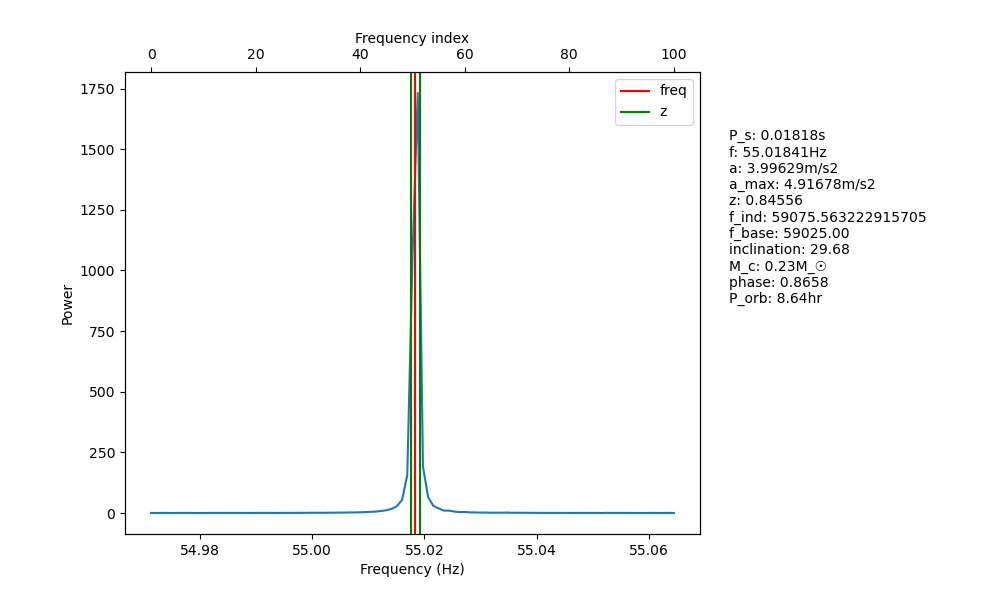 Frequency index
0 20 40 60 80 100
1750
1500
1250
1000
750
500
250
0
Power
freq
z
P_s: 0.01818s
f: 55.01841Hz
a: 3.99629m/s2
a_max: 4.91678m/s2
z: 0.84556
f_ind: 59075.563222915705
f_base: 59025.00
inclination: 29.68
M_c: 0.23M_☉
phase: 0.8658
P_orb: 8.64hr
54.98 55.00 55.02 55.04 55.06
Frequency (Hz)